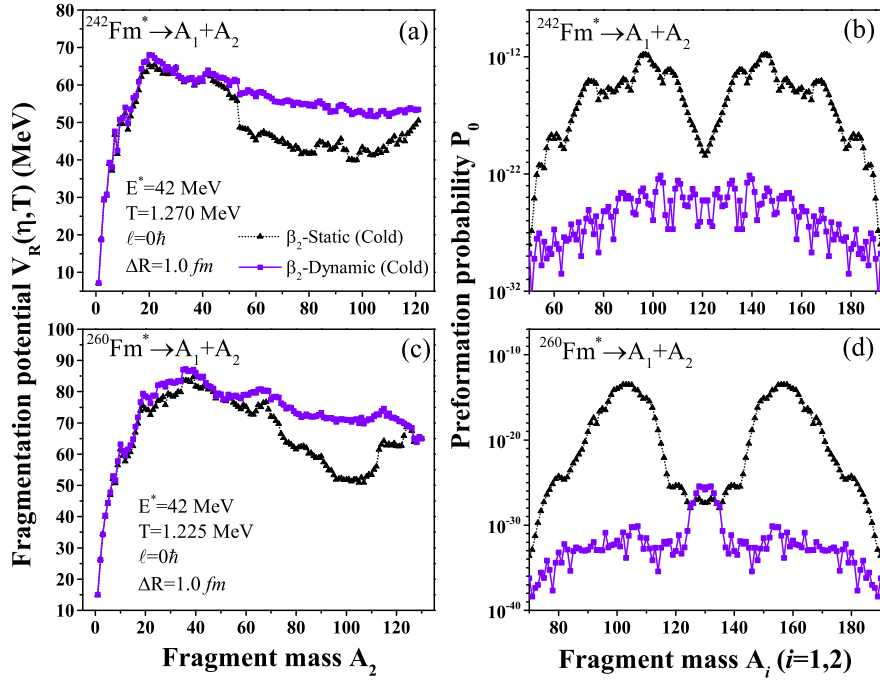 Fragmentation potential V_R(η,T) (MeV)
²⁴²Fm*→A₁+A₂ (a)
80
70
60
50
40
30
20
10
E*=42 MeV
T=1.270 MeV
ℓ=0ħ
ΔR=1.0 fm
β₂-Static (Cold)
β₂-Dynamic (Cold)
0 20 40 60 80 100 120
Preformation probability P₀
²⁴²Fm*→A₁+A₂ (b)
10⁻¹²
10⁻²²
10⁻³²
60 80 100 120 140 160 180
²⁶⁰Fm*→A₁+A₂ (c)
100
90
80
70
60
50
40
30
20
10
E*=42 MeV
T=1.225 MeV
ℓ=0ħ
ΔR=1.0 fm
0 20 40 60 80 100 120
Fragment mass A₂
²⁶⁰Fm*→A₁+A₂ (d)
10⁻¹⁰
10⁻²⁰
10⁻³⁰
10⁻⁴⁰
80 100 120 140 160 180
Fragment mass Aᵢ (i=1,2)